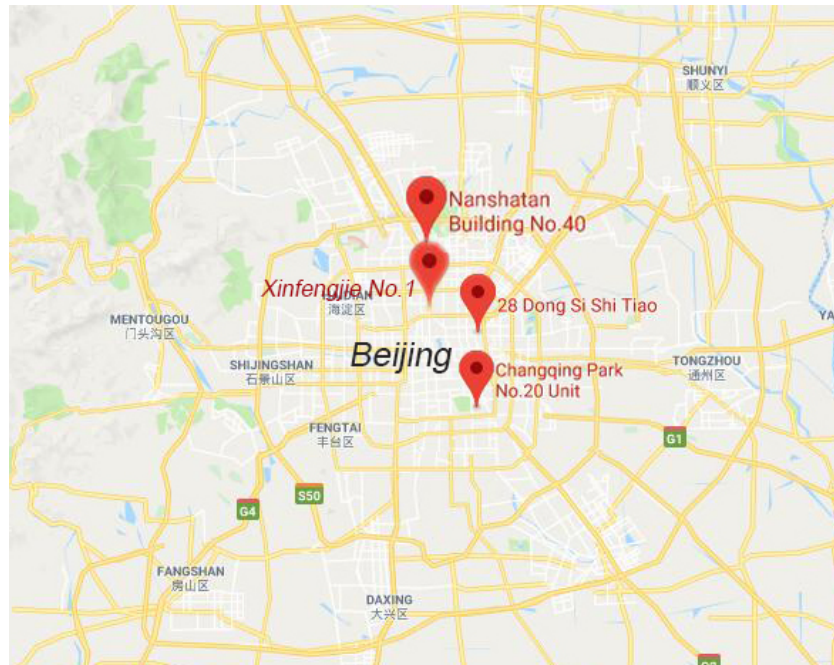 SHUNYI
顺义区
Nanshatan
Building No.40
Xinfengjie No.1
海淀区
28 Dong Si Shi Tiao
MENTOUGOU
门头沟区
YA
Beijing
SHIJINGSHAN
石景山区
Changqing Park
No.20 Unit
TONGZHOU
通州区
FENGTAI
丰台区
G1
S50
G4
FANGSHAN
房山区
DAXING
大兴区